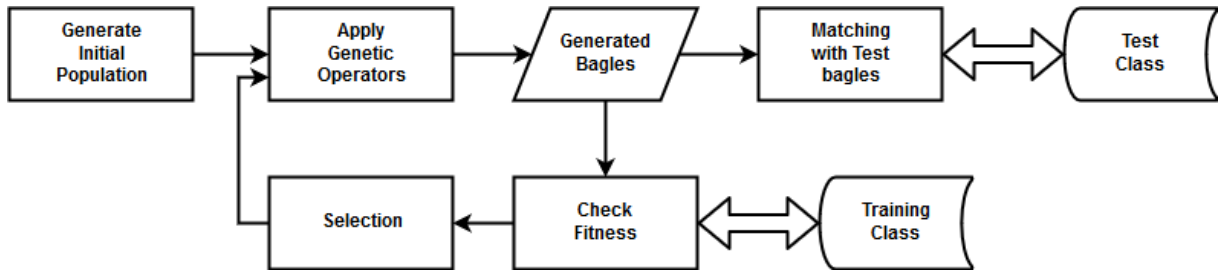 Generate
Initial
Population
Apply
Genetic
Operators
Generated
Bagles
Matching
with Test
bagles
Test
Class
Selection
Check
Fitness
Training
Class